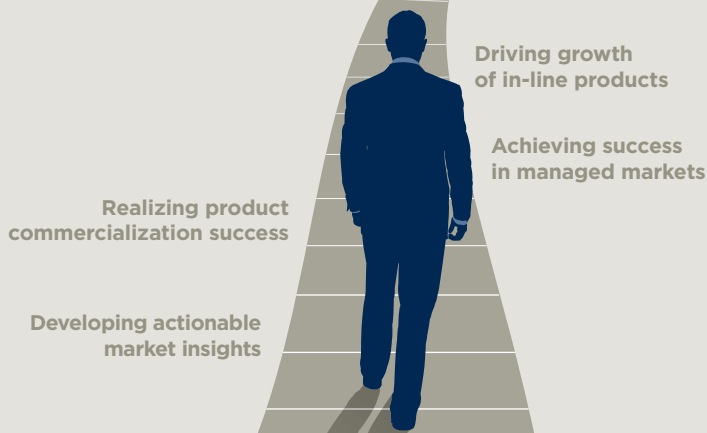 Driving growth
of in-line products
Achieving success
in managed markets
Realizing product
commercialization success
Developing actionable
market insights